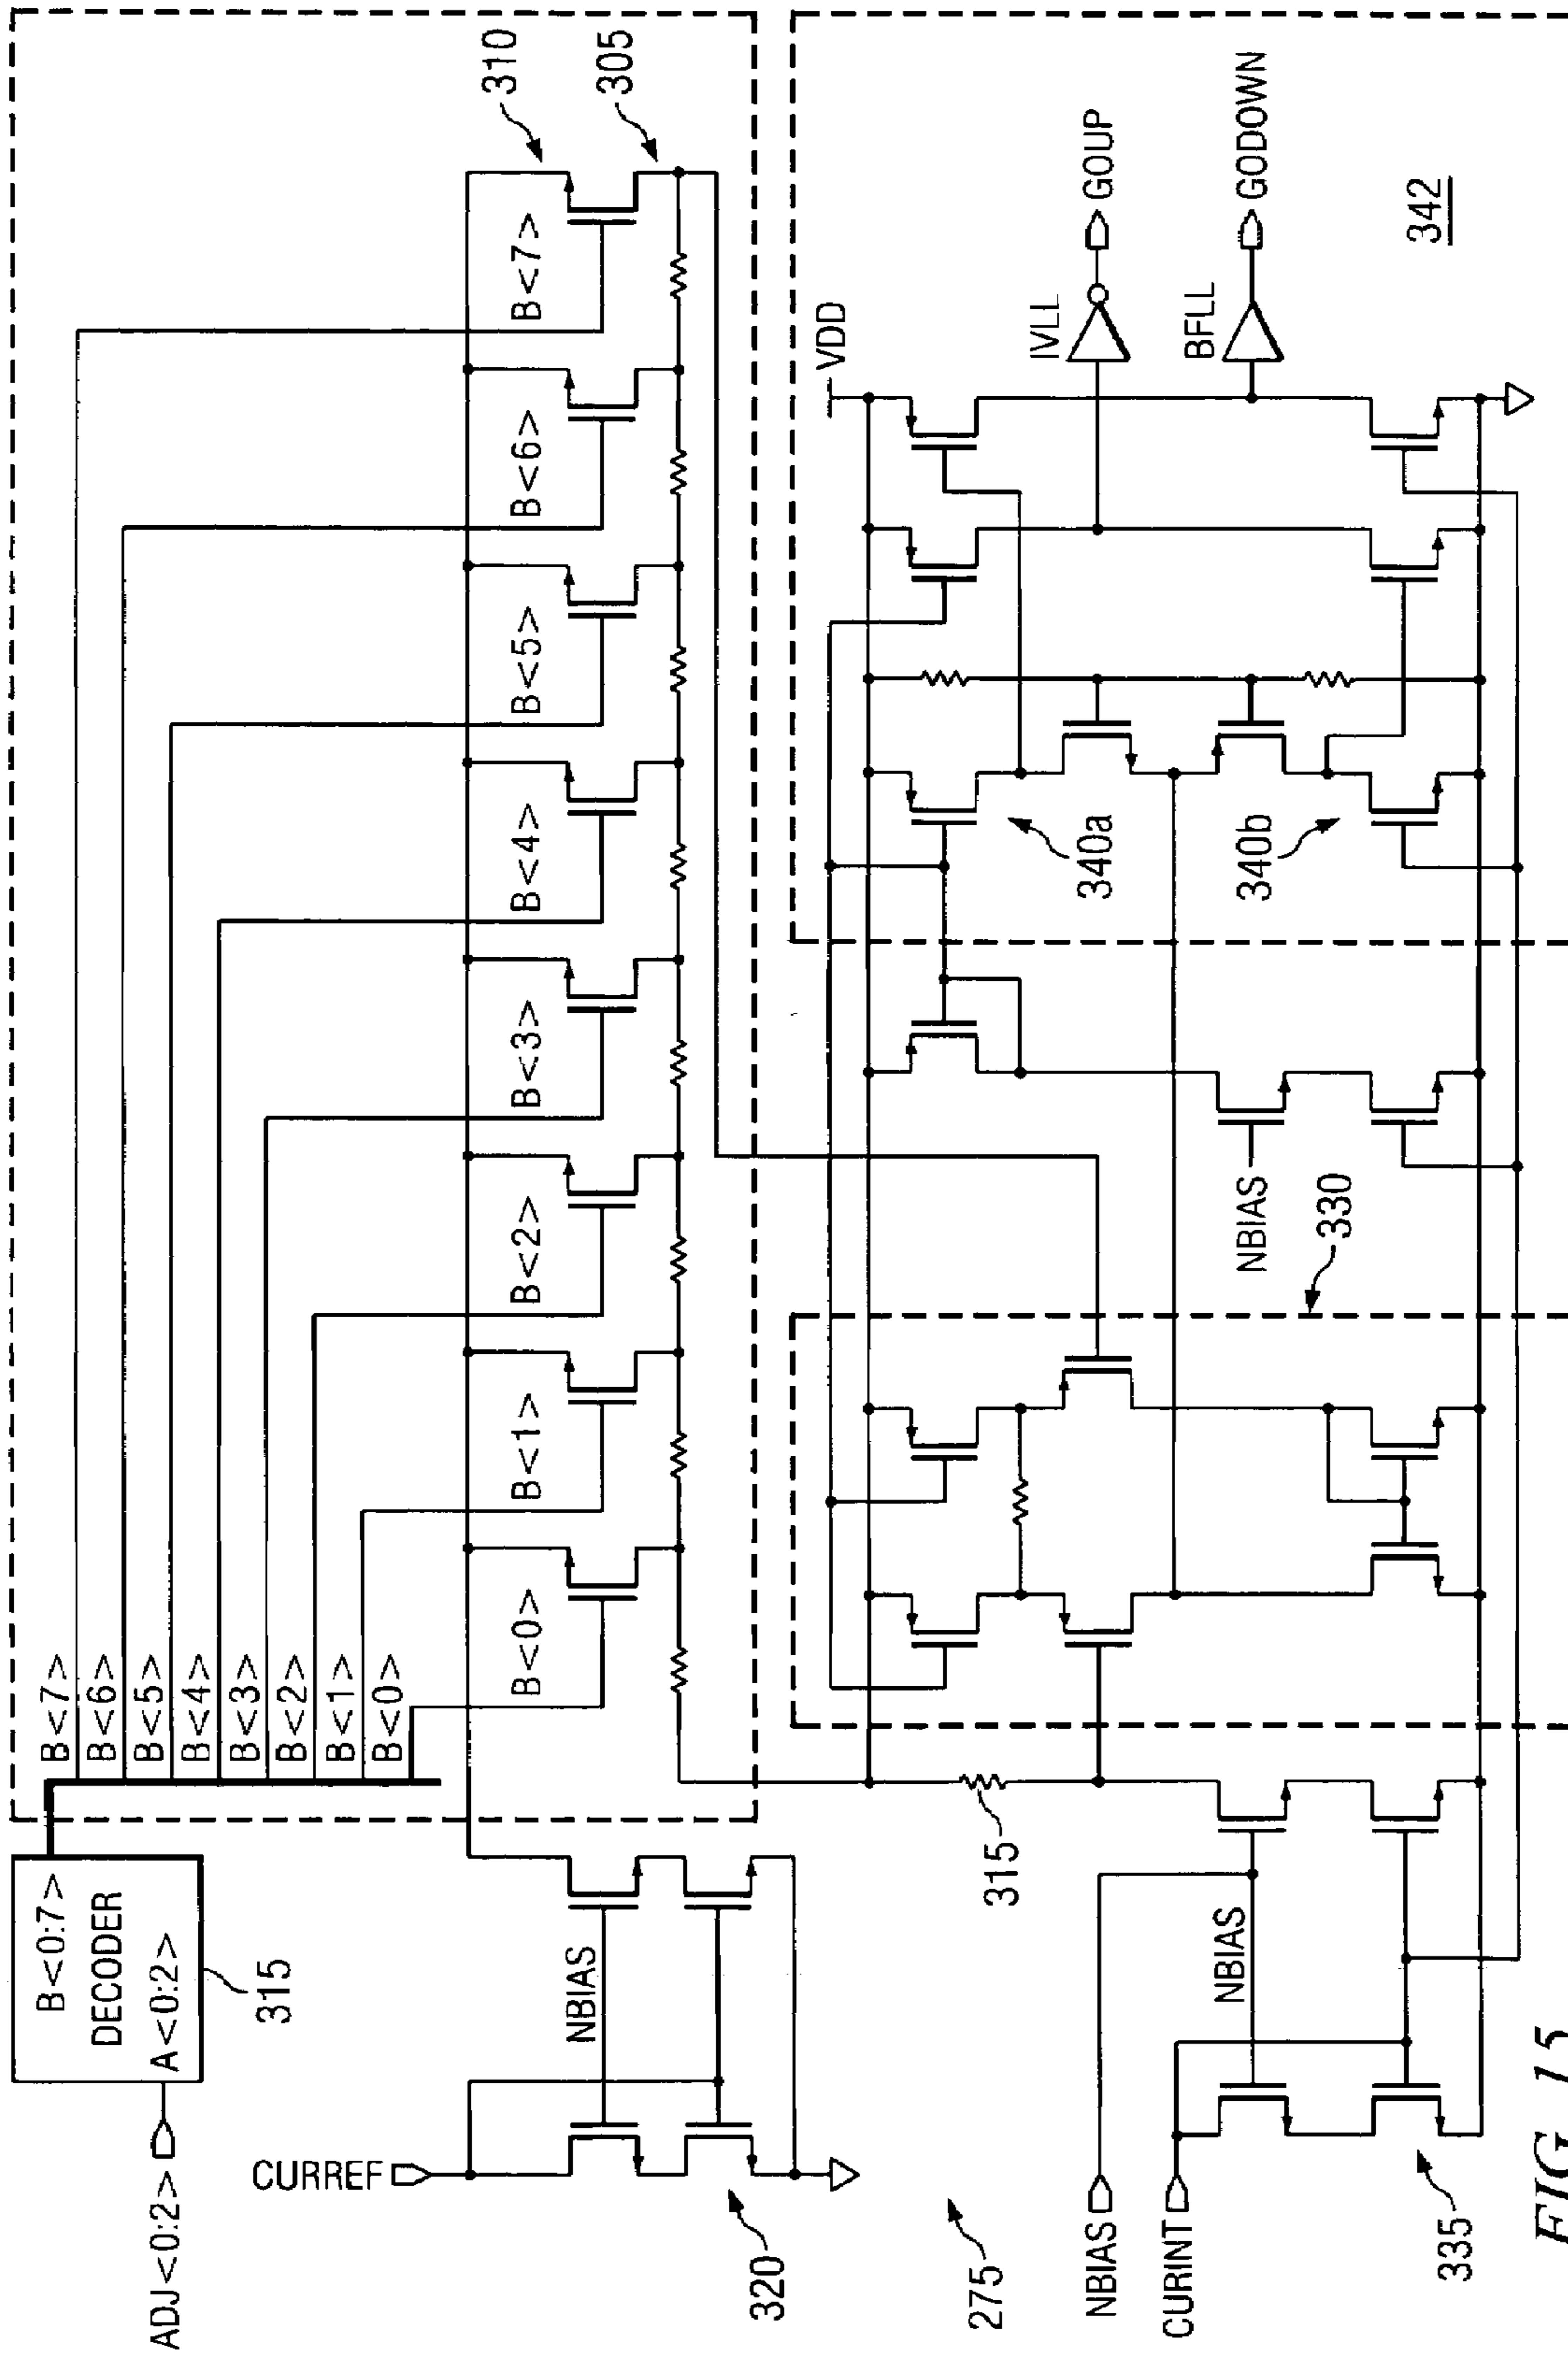 B<0:7>
DECODER
A<0:2>
315
ADJ<0:2>
B<7>
B<6>
B<5>
B<4>
B<3>
B<2>
B<1>
B<0>
B<0>
B<1>
B<2>
B<3>
B<4>
B<5>
B<6>
B<7>
310
305
CURREF
NBIAS
320
275
VDD
IVLL
GOUP
BFLL
GODOWN
342
340a
340b
NBIAS
330
315
NBIAS
NBIAS
CURINT
335
FIG. 15